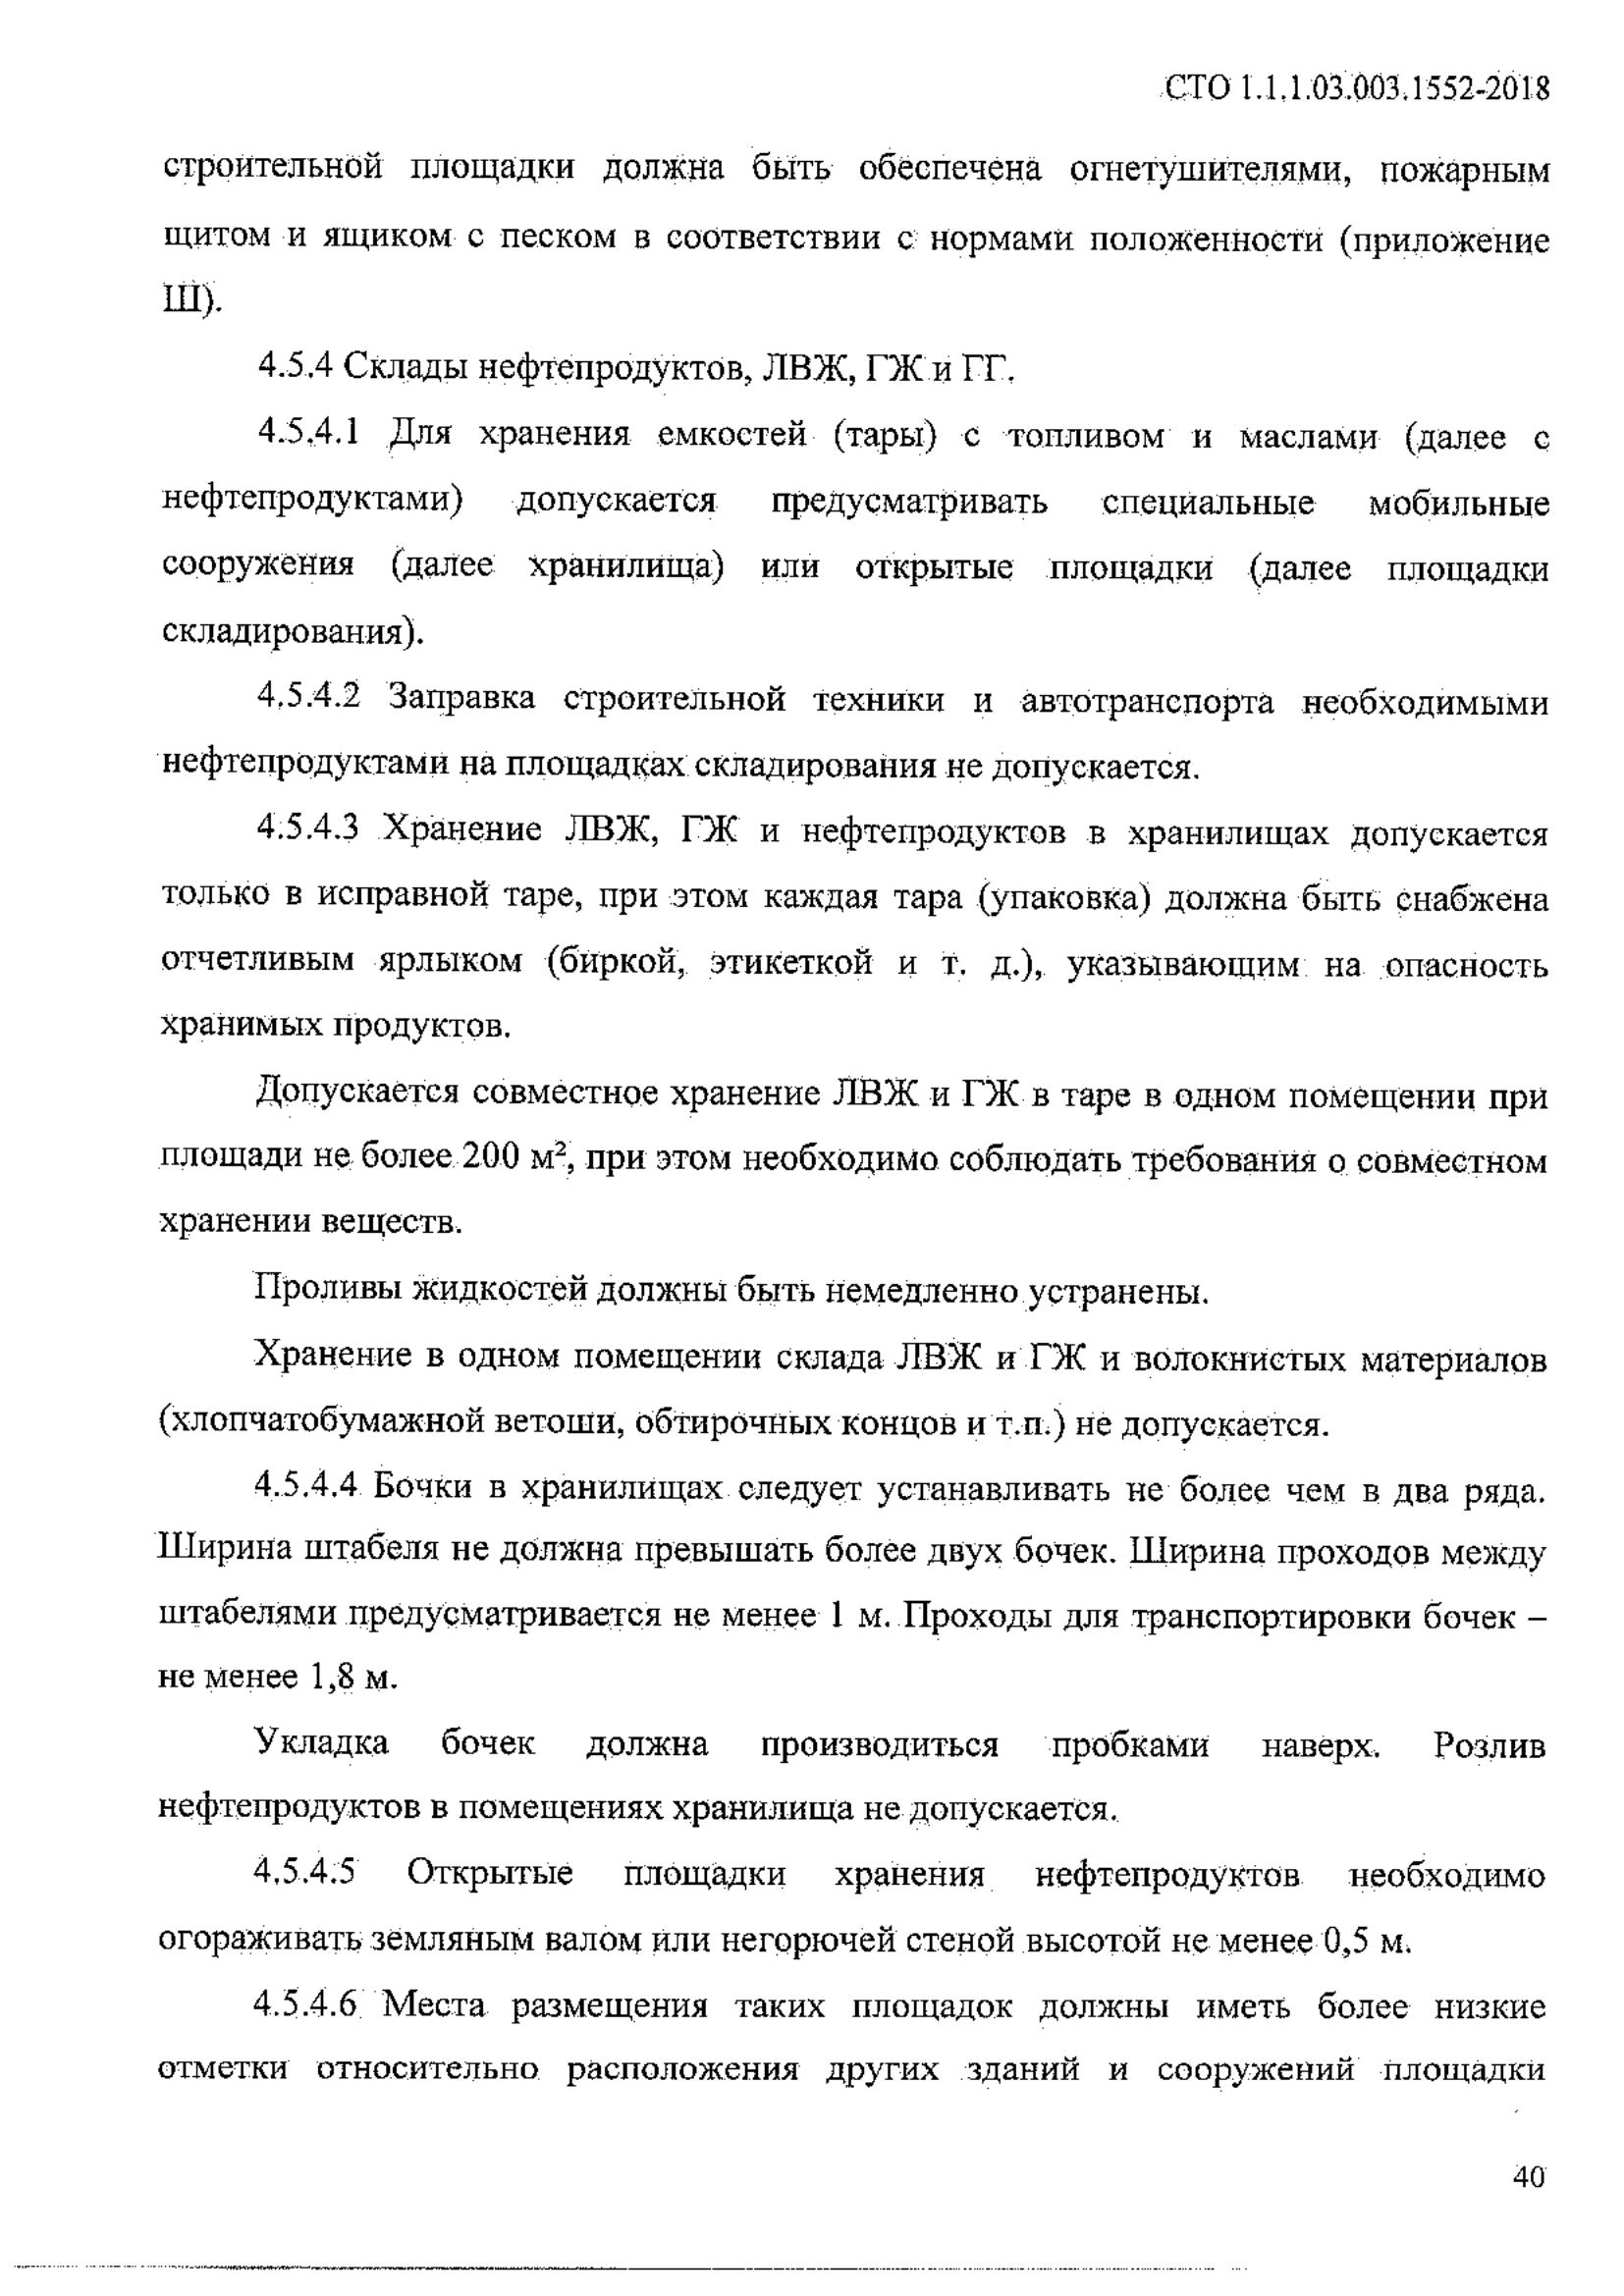 СТО 1.1.1.03.003.1552-2018
строительной площадки должна быть обеспечена огнетушителями, пожарным
щитом и ящиком с песком в соответствии с нормами положенности (приложение
Ш).
4.5.4 Склады нефтепродуктов, ЛВЖ, ГЖ и ГГ.
4.5.4.1 Для хранения емкостей (тары) с топливом и маслами (далее с
нефтепродуктами) допускается предусматривать специальные мобильные
сооружения (далее хранилища) или открытые площадки (далее площадки
складирования).
4.5.4.2 Заправка строительной техники и автотранспорта необходимыми
нефтепродуктами на площадках складирования не допускается.
4.5.4.3 Хранение ЛВЖ, ГЖ и нефтепродуктов в хранилищах допускается
только в исправной таре, при этом каждая тара (упаковка) должна быть снабжена
отчетливым ярлыком (биркой, этикеткой и т. д.), указывающим на опасность
хранимых продуктов.
Допускается совместное хранение ЛВЖ и ГЖ в таре в одном помещении при
площади не более 200 м², при этом необходимо соблюдать требования о совместном
хранении веществ.
Проливы жидкостей должны быть немедленно устранены.
Хранение в одном помещении склада ЛВЖ и ГЖ и волокнистых материалов
(хлопчатобумажной ветоши, обтирочных концов и т.п.) не допускается.
4.5.4.4 Бочки в хранилищах следует устанавливать не более чем в два ряда.
Ширина штабеля не должна превышать более двух бочек. Ширина проходов между
штабелями предусматривается не менее 1 м. Проходы для транспортировки бочек –
не менее 1,8 м.
Укладка бочек должна производиться пробками наверх. Розлив
нефтепродуктов в помещениях хранилища не допускается.
4.5.4.5 Открытые площадки хранения нефтепродуктов необходимо
огораживать земляным валом или негорючей стеной высотой не менее 0,5 м.
4.5.4.6 Места размещения таких площадок должны иметь более низкие
отметки относительно расположения других зданий и сооружений площадки
40